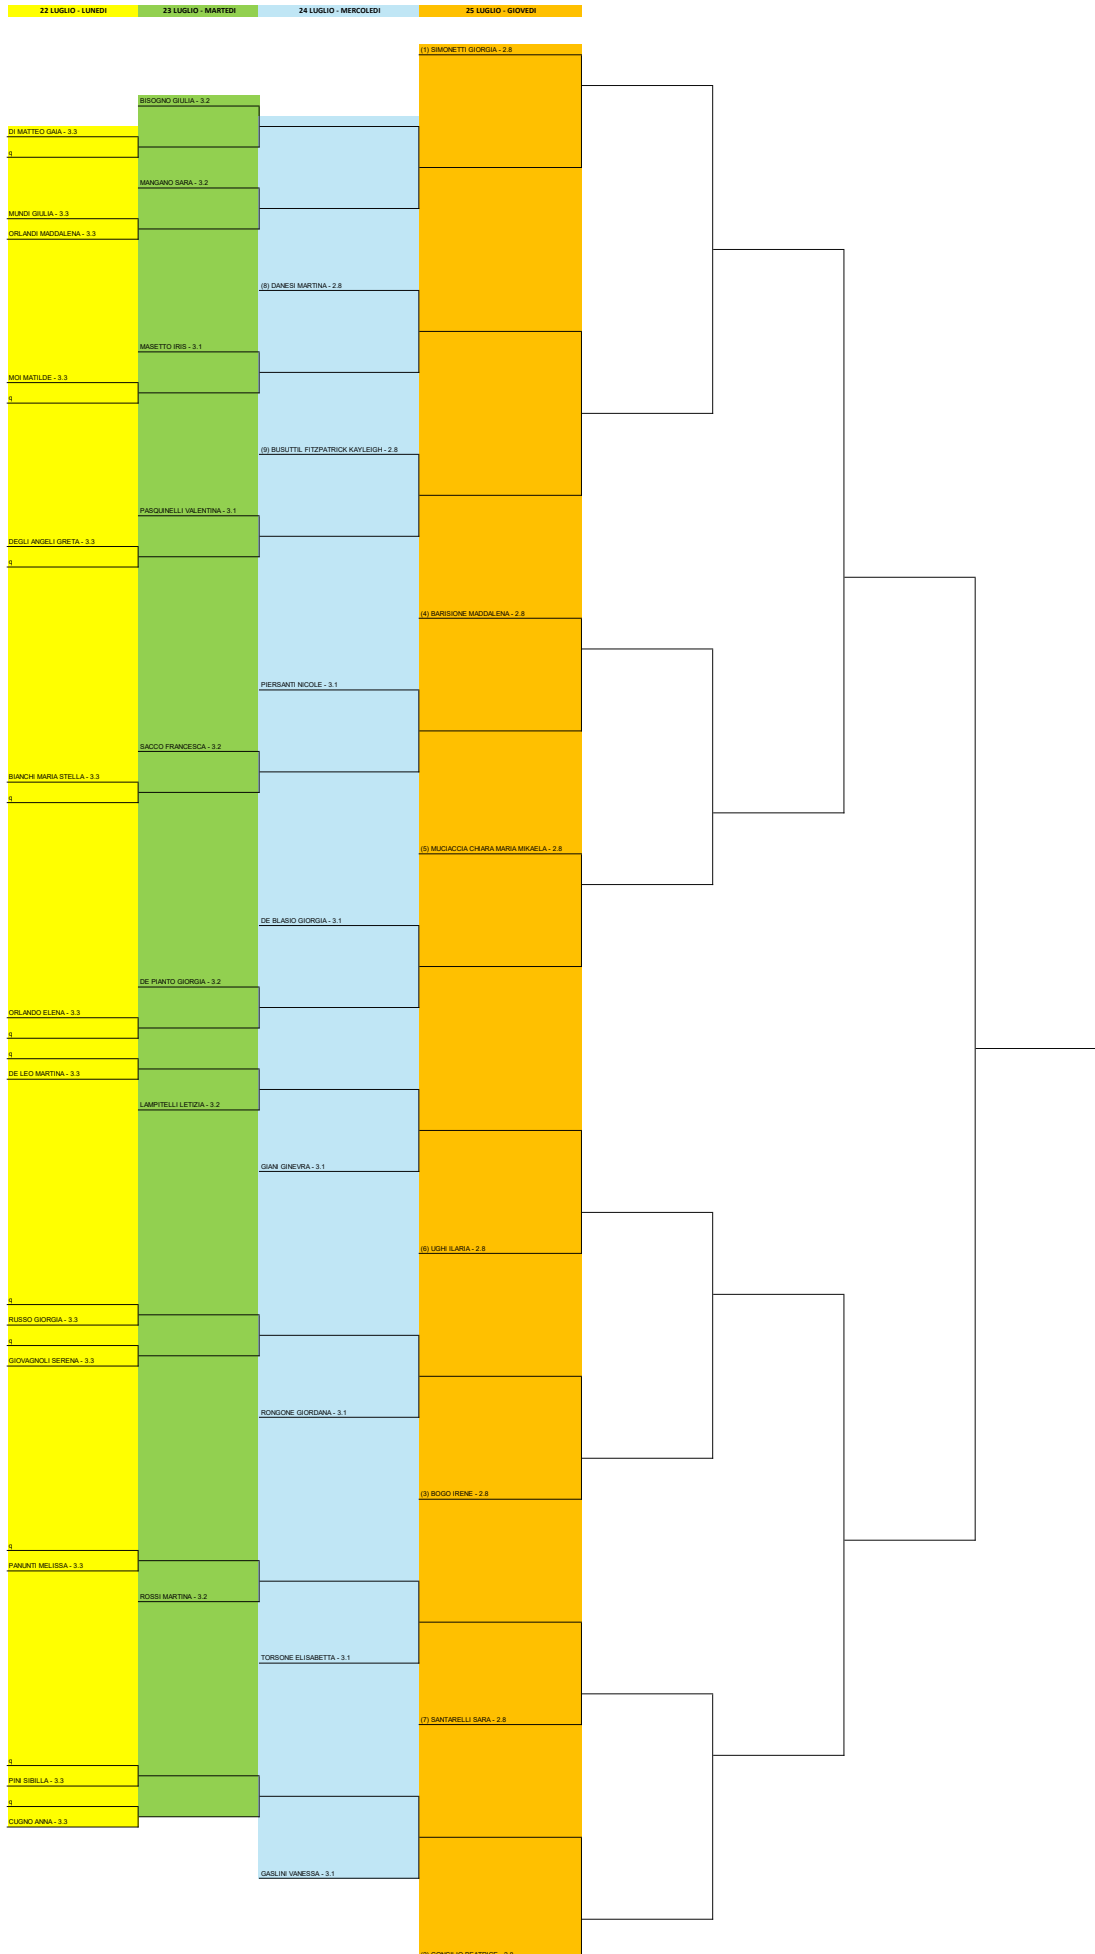 22 LUGLIO - LUNEDI
23 LUGLIO - MARTEDI
24 LUGLIO - MERCOLEDI
25 LUGLIO - GIOVEDI
(1) SIMONETTI GIORGIA - 2.8
BISOGNO GIULIA - 3.2
DI MATTEO GAIA - 3.3
q
MANGANO SARA - 3.2
MUNDI GIULIA - 3.3
ORLANDI MADDALENA - 3.3
(8) DANESI MARTINA - 2.8
MASETTO IRIS - 3.1
MOI MATILDE - 3.3
q
(9) BUSUTTIL FITZPATRICK KAYLEIGH - 2.8
PASQUINELLI VALENTINA - 3.1
DEGLI ANGELI GRETA - 3.3
q
(4) BARISIONE MADDALENA - 2.8
PIERSANTI NICOLE - 3.1
SACCO FRANCESCA - 3.2
BIANCHI MARIA STELLA - 3.3
q
(5) MUCIACCIA CHIARA MARIA MIKAELA - 2.8
DE BLASIO GIORGIA - 3.1
DE PIANTO GIORGIA - 3.2
ORLANDO ELENA - 3.3
q
q
DE LEO MARTINA - 3.3
LAMPITELLI LETIZIA - 3.2
GIANI GINEVRA - 3.1
(6) UGHI ILARIA - 2.8
q
RUSSO GIORGIA - 3.3
q
GIOVAGNOLI SERENA - 3.3
RONGONE GIORDANA - 3.1
(3) BOGO IRENE - 2.8
q
PANUNTI MELISSA - 3.3
ROSSI MARTINA - 3.2
TORSONE ELISABETTA - 3.1
(7) SANTARELLI SARA - 2.8
q
PINI SIBILLA - 3.3
q
CUGNO ANNA - 3.3
GASLINI VANESSA - 3.1